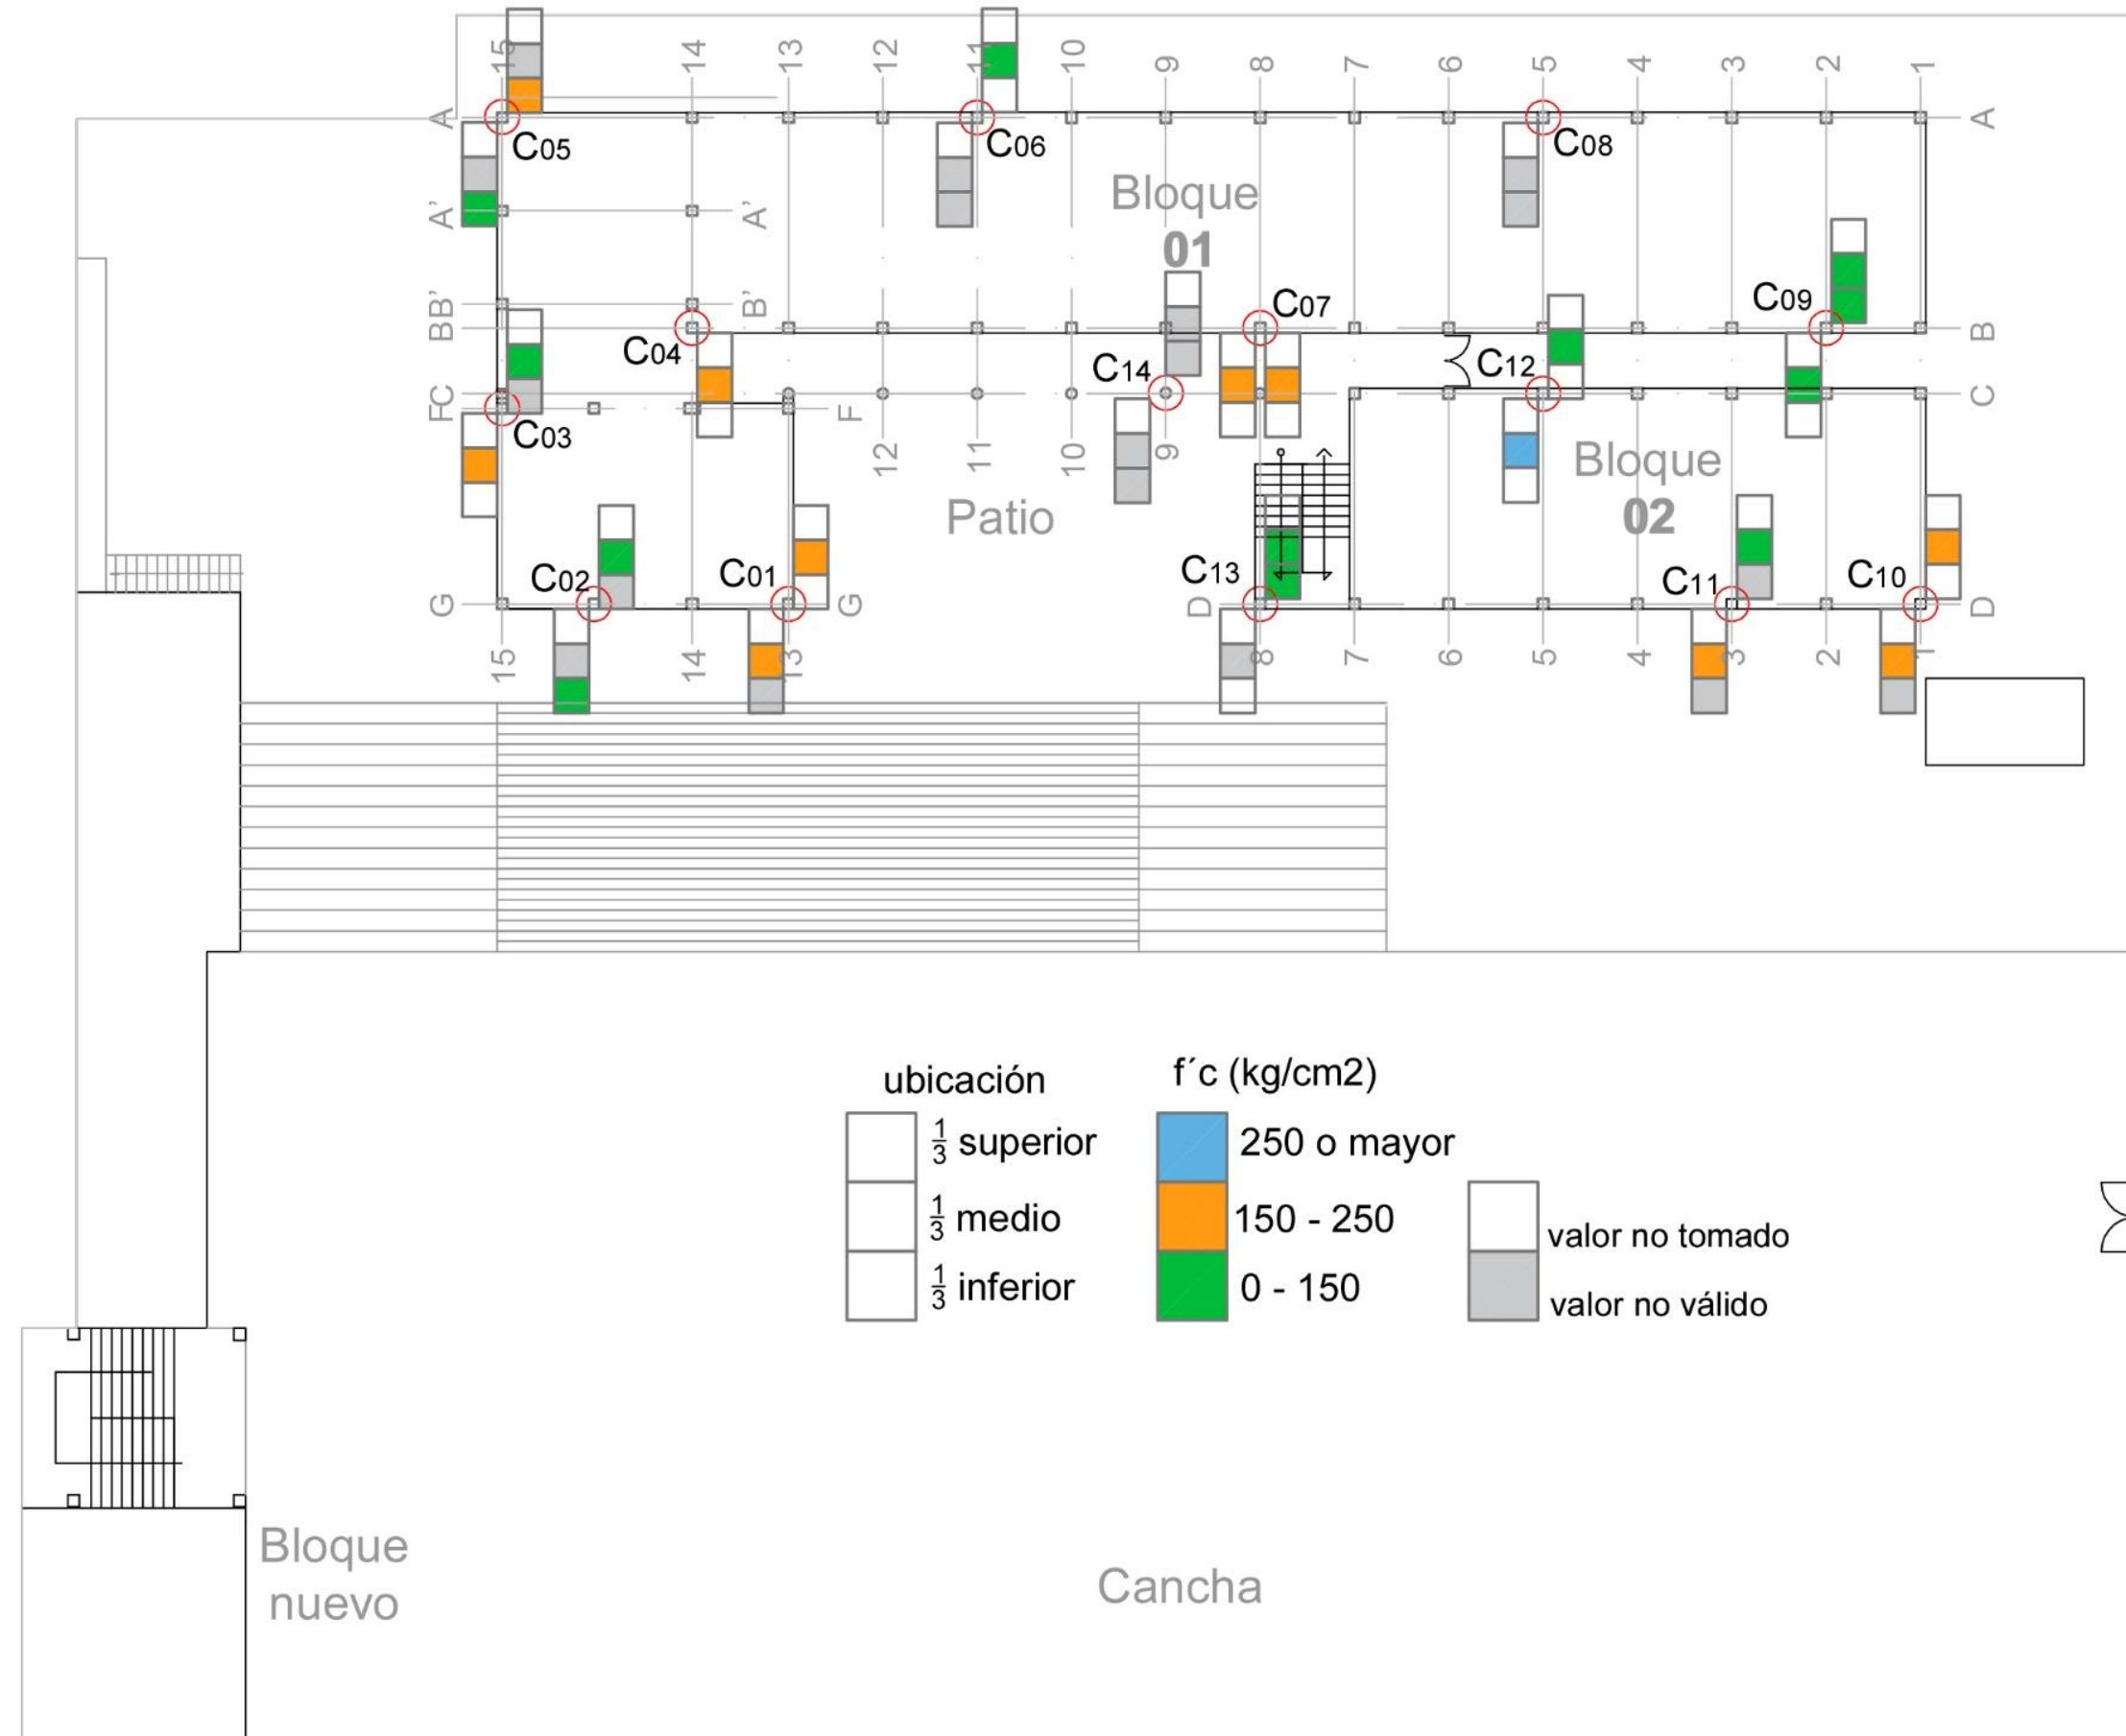 15 14 13 12 11 10 9 8 7 6 5 4 3 2 1
A A
C05 C06 C08
Bloque
01
A' A'
B' B'
C07 C09
B B
B
C04 C14 C12
C C
F F
C03
12 11 10 9
Bloque
02
Patio
C02 C01 C13 C11 C10
G G D D
15 14 13 8 7 6 5 4 3 2 1
ubicación
1/3 superior
1/3 medio
1/3 inferior
f´c (kg/cm2)
250 o mayor
150 - 250
0 - 150
valor no tomado
valor no válido
Bloque
nuevo
Cancha